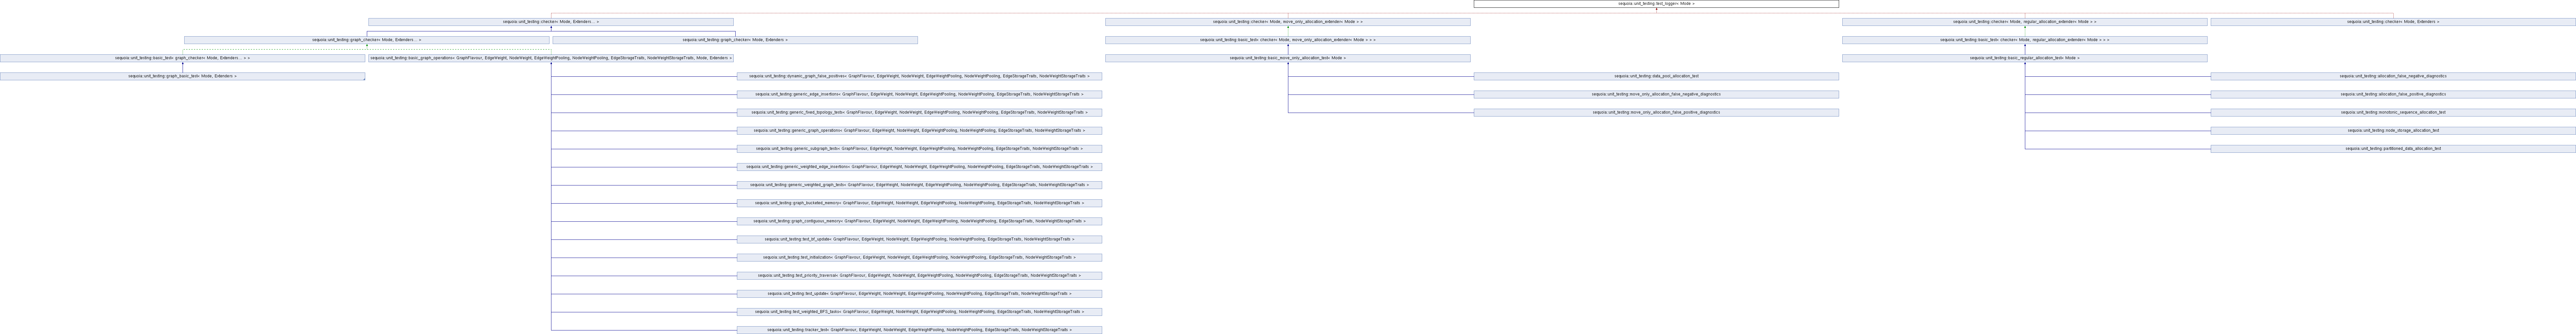 sequoia::unit_testing::test_logger< Mode >
sequoia::unit_testing::checker< Mode, Extenders... >
sequoia::unit_testing::checker< Mode, move_only_allocation_extender< Mode > >
sequoia::unit_testing::checker< Mode, regular_allocation_extender< Mode > >
sequoia::unit_testing::checker< Mode, Extenders >
sequoia::unit_testing::graph_checker< Mode, Extenders... >
sequoia::unit_testing::graph_checker< Mode, Extenders >
sequoia::unit_testing::basic_test< checker< Mode, move_only_allocation_extender< Mode > > >
sequoia::unit_testing::basic_test< checker< Mode, regular_allocation_extender< Mode > > >
sequoia::unit_testing::basic_test< graph_checker< Mode, Extenders... > >
sequoia::unit_testing::basic_graph_operations< GraphFlavour, EdgeWeight, NodeWeight, EdgeWeightPooling, NodeWeightPooling, EdgeStorageTraits, NodeWeightStorageTraits, Mode, Extenders >
sequoia::unit_testing::basic_move_only_allocation_test< Mode >
sequoia::unit_testing::basic_regular_allocation_test< Mode >
sequoia::unit_testing::graph_basic_test< Mode, Extenders >
sequoia::unit_testing::dynamic_graph_false_positives< GraphFlavour, EdgeWeight, NodeWeight, EdgeWeightPooling, NodeWeightPooling, EdgeStorageTraits, NodeWeightStorageTraits >
sequoia::unit_testing::data_pool_allocation_test
sequoia::unit_testing::allocation_false_negative_diagnostics
sequoia::unit_testing::generic_edge_insertions< GraphFlavour, EdgeWeight, NodeWeight, EdgeWeightPooling, NodeWeightPooling, EdgeStorageTraits, NodeWeightStorageTraits >
sequoia::unit_testing::move_only_allocation_false_negative_diagnostics
sequoia::unit_testing::allocation_false_positive_diagnostics
sequoia::unit_testing::generic_fixed_topology_tests< GraphFlavour, EdgeWeight, NodeWeight, EdgeWeightPooling, NodeWeightPooling, EdgeStorageTraits, NodeWeightStorageTraits >
sequoia::unit_testing::move_only_allocation_false_positive_diagnostics
sequoia::unit_testing::monotonic_sequence_allocation_test
sequoia::unit_testing::generic_graph_operations< GraphFlavour, EdgeWeight, NodeWeight, EdgeWeightPooling, NodeWeightPooling, EdgeStorageTraits, NodeWeightStorageTraits >
sequoia::unit_testing::node_storage_allocation_test
sequoia::unit_testing::generic_subgraph_tests< GraphFlavour, EdgeWeight, NodeWeight, EdgeWeightPooling, NodeWeightPooling, EdgeStorageTraits, NodeWeightStorageTraits >
sequoia::unit_testing::partitioned_data_allocation_test
sequoia::unit_testing::generic_weighted_edge_insertions< GraphFlavour, EdgeWeight, NodeWeight, EdgeWeightPooling, NodeWeightPooling, EdgeStorageTraits, NodeWeightStorageTraits >
sequoia::unit_testing::generic_weighted_graph_tests< GraphFlavour, EdgeWeight, NodeWeight, EdgeWeightPooling, NodeWeightPooling, EdgeStorageTraits, NodeWeightStorageTraits >
sequoia::unit_testing::graph_bucketed_memory< GraphFlavour, EdgeWeight, NodeWeight, EdgeWeightPooling, NodeWeightPooling, EdgeStorageTraits, NodeWeightStorageTraits >
sequoia::unit_testing::graph_contiguous_memory< GraphFlavour, EdgeWeight, NodeWeight, EdgeWeightPooling, NodeWeightPooling, EdgeStorageTraits, NodeWeightStorageTraits >
sequoia::unit_testing::test_bf_update< GraphFlavour, EdgeWeight, NodeWeight, EdgeWeightPooling, NodeWeightPooling, EdgeStorageTraits, NodeWeightStorageTraits >
sequoia::unit_testing::test_initialization< GraphFlavour, EdgeWeight, NodeWeight, EdgeWeightPooling, NodeWeightPooling, EdgeStorageTraits, NodeWeightStorageTraits >
sequoia::unit_testing::test_priority_traversal< GraphFlavour, EdgeWeight, NodeWeight, EdgeWeightPooling, NodeWeightPooling, EdgeStorageTraits, NodeWeightStorageTraits >
sequoia::unit_testing::test_update< GraphFlavour, EdgeWeight, NodeWeight, EdgeWeightPooling, NodeWeightPooling, EdgeStorageTraits, NodeWeightStorageTraits >
sequoia::unit_testing::test_weighted_BFS_tasks< GraphFlavour, EdgeWeight, NodeWeight, EdgeWeightPooling, NodeWeightPooling, EdgeStorageTraits, NodeWeightStorageTraits >
sequoia::unit_testing::tracker_test< GraphFlavour, EdgeWeight, NodeWeight, EdgeWeightPooling, NodeWeightPooling, EdgeStorageTraits, NodeWeightStorageTraits >